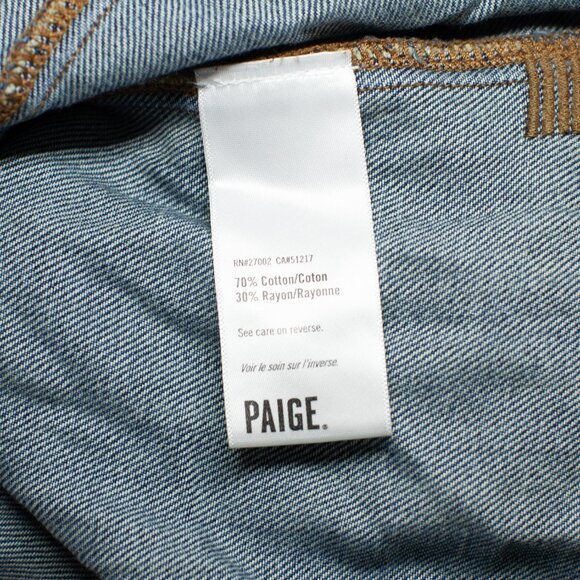 RN#27002 CA#51217
70% Cotton/Coton
30% Rayon/Rayonne
See care on reverse.
Voir le soin sur l'inverse.
PAIGE®